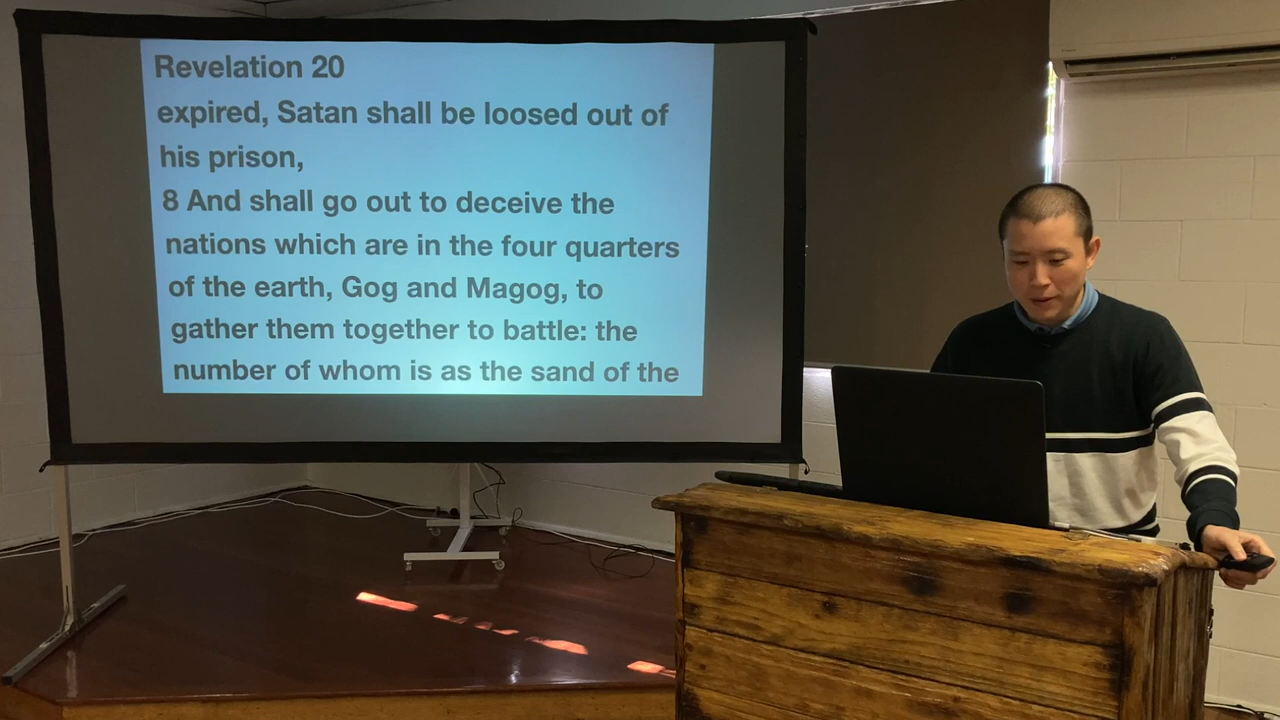 Revelation 20
expired, Satan shall be loosed out of
his prison,
8 And shall go out to deceive the
nations which are in the four quarters
of the earth, Gog and Magog, to
gather them together to battle: the
number of whom is as the sand of the